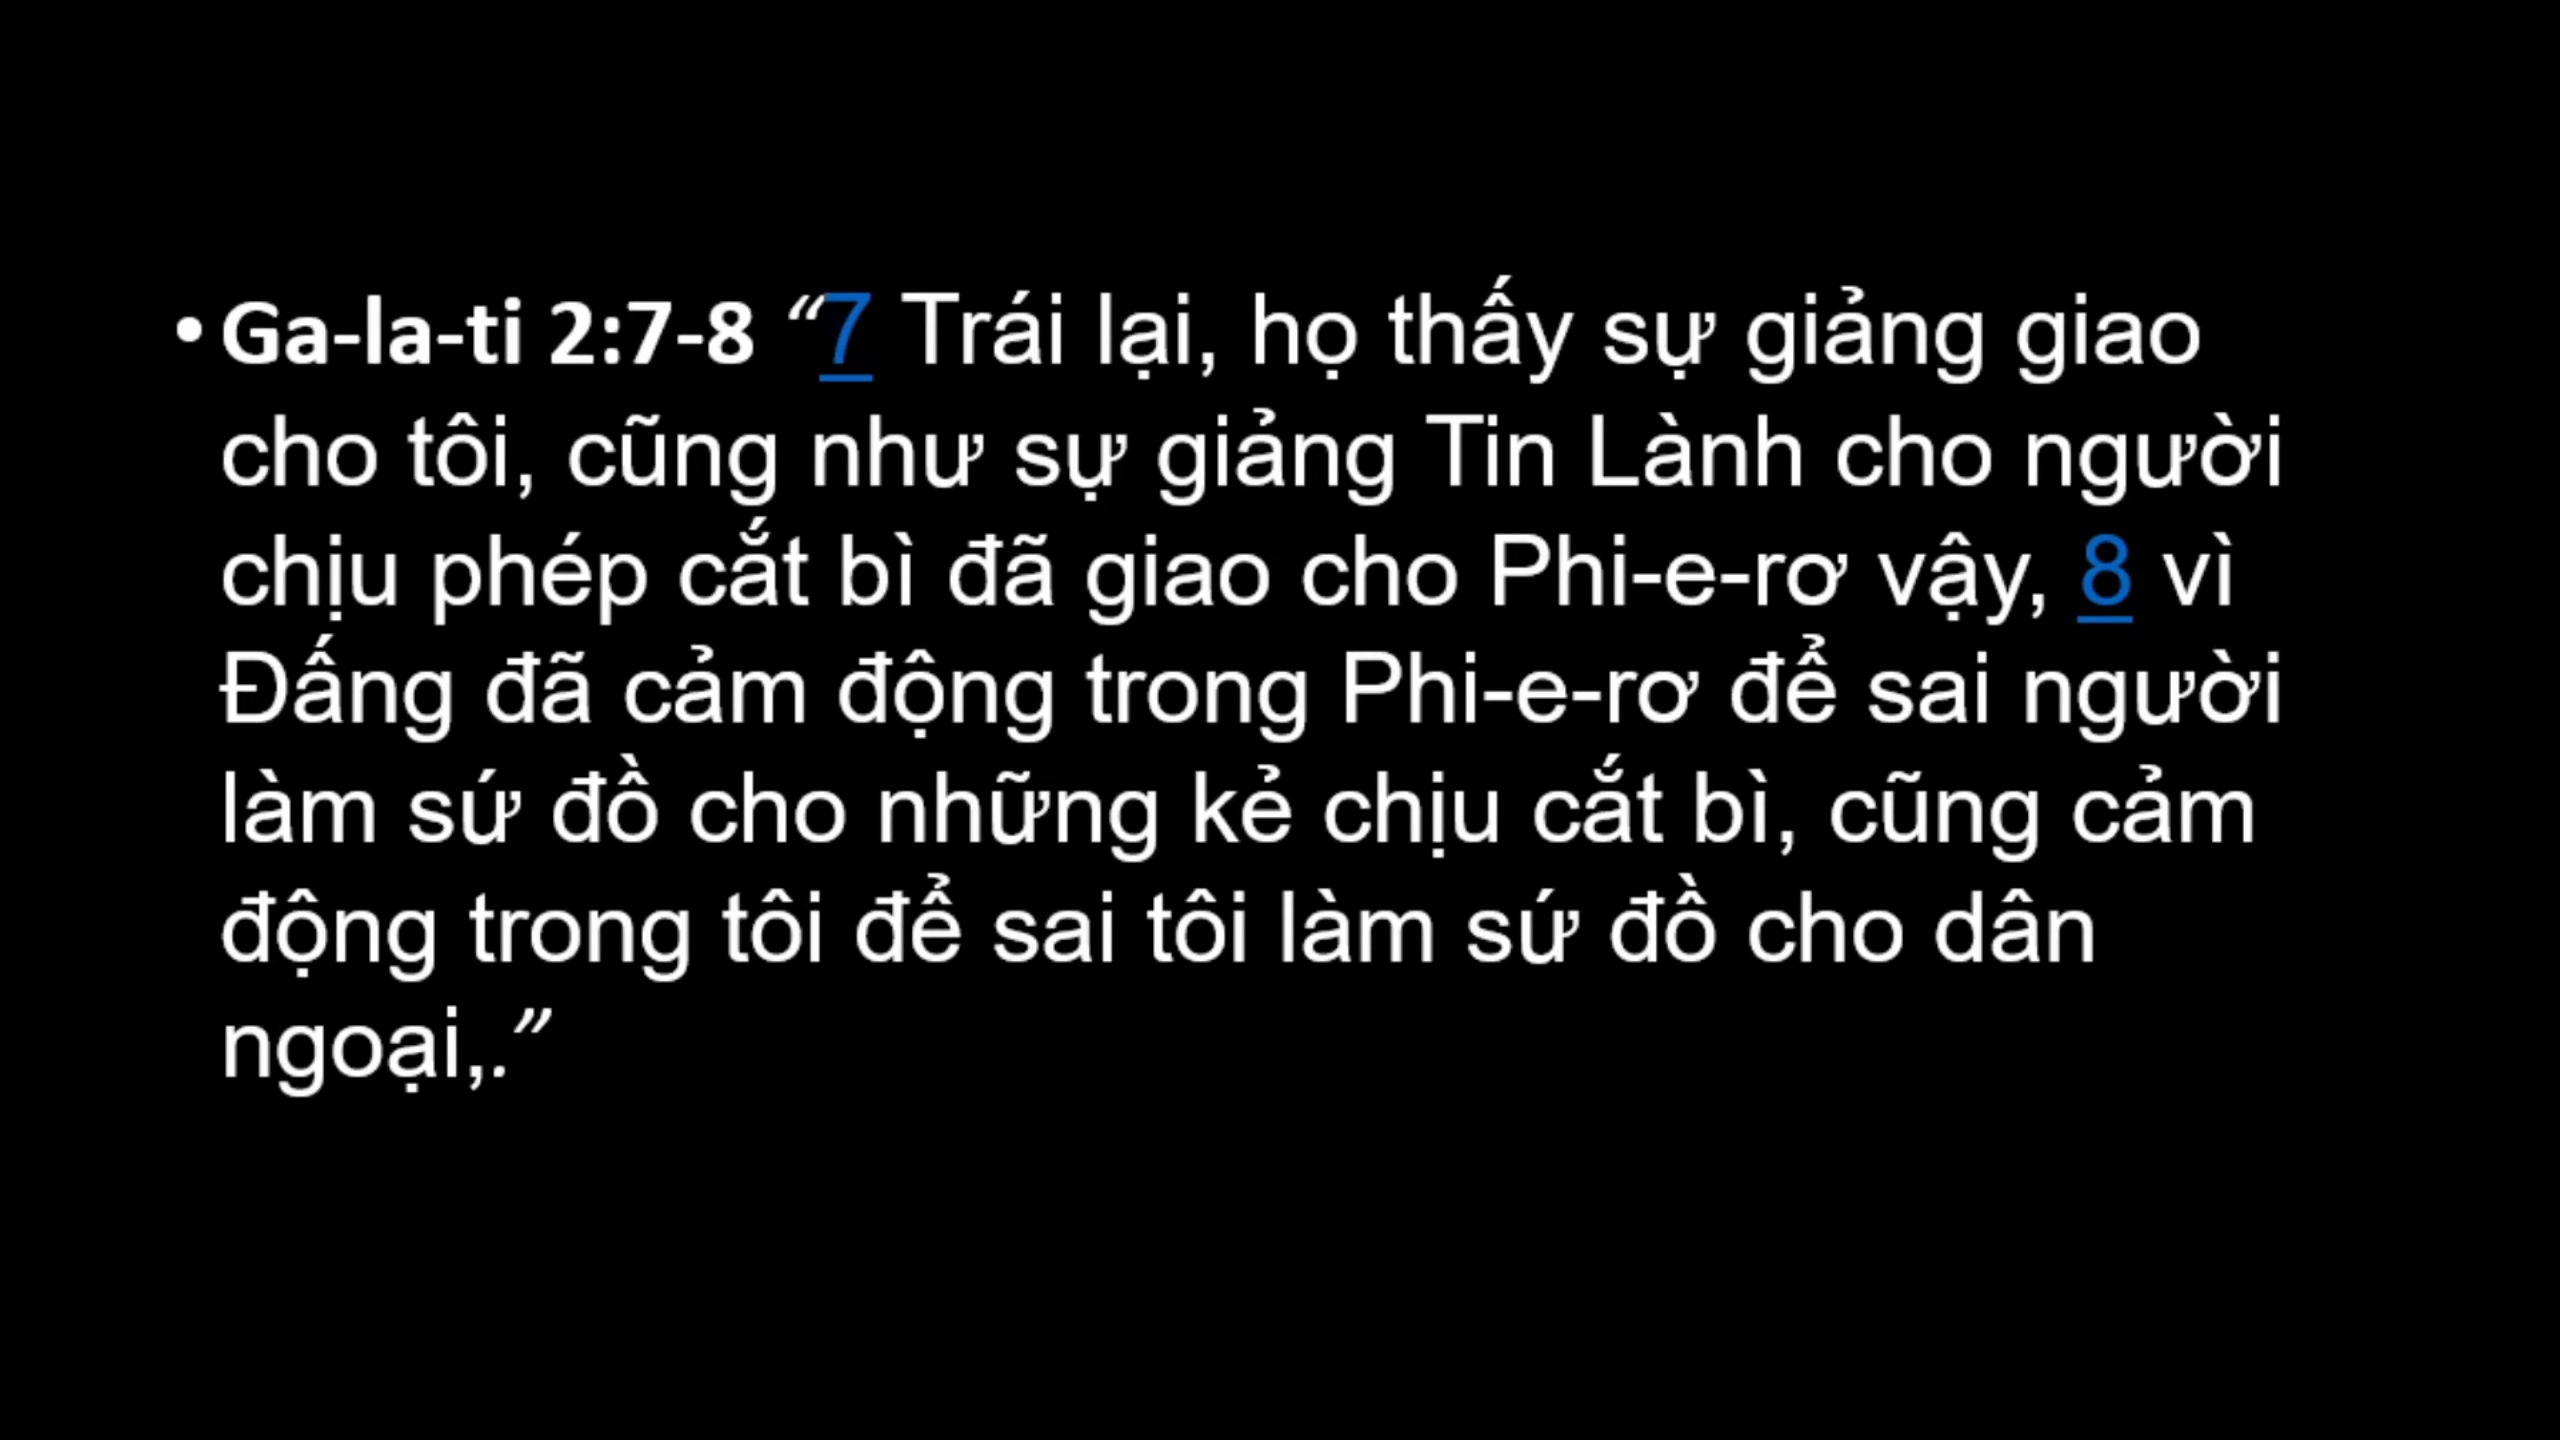 • Ga-la-ti 2:7-8 “7 Trái lại, họ thấy sự giảng giao
cho tôi, cũng như sự giảng Tin Lành cho người
chịu phép cắt bì đã giao cho Phi-e-rơ vậy, 8 vì
Đấng đã cảm động trong Phi-e-rơ để sai người
làm sứ đồ cho những kẻ chịu cắt bì, cũng cảm
động trong tôi để sai tôi làm sứ đồ cho dân
ngoại,.”